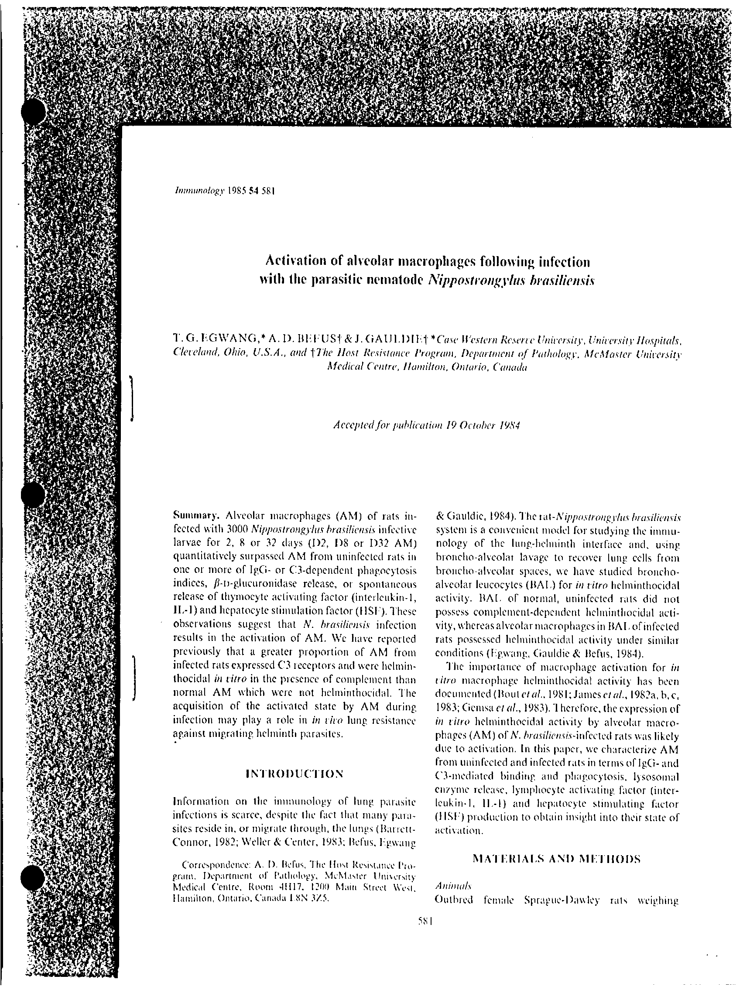 Immunology 1985 54 581
Activation of alveolar macrophages following infection
with the parasitic nematode Nippostrongylus brasiliensis
T. G. EGWANG,* A. D. BEFUS† & J. GAULDIE† *Case Western Reserve University, University Hospitals,
Cleveland, Ohio, U.S.A., and †The Host Resistance Program, Department of Pathology, McMaster University
Medical Centre, Hamilton, Ontario, Canada
Accepted for publication 19 October 1984
Summary. Alveolar macrophages (AM) of rats in-
fected with 3000 Nippostrongylus brasiliensis infective
larvae for 2, 8 or 32 days (D2, D8 or D32 AM)
quantitatively surpassed AM from uninfected rats in
one or more of IgG- or C3-dependent phagocytosis
indices, β-D-glucuronidase release, or spontaneous
release of thymocyte activating factor (interleukin-1,
IL-1) and hepatocyte stimulation factor (HSF). These
observations suggest that N. brasiliensis infection
results in the activation of AM. We have reported
previously that a greater proportion of AM from
infected rats expressed C3 receptors and were helmin-
thocidal in vitro in the presence of complement than
normal AM which were not helminthocidal. The
acquisition of the activated state by AM during
infection may play a role in in vivo lung resistance
against migrating helminth parasites.
INTRODUCTION
Information on the immunology of lung parasite
infections is scarce, despite the fact that many para-
sites reside in, or migrate through, the lungs (Barrett-
Connor, 1982; Weller & Center, 1983; Befus, Egwang
Correspondence: A. D. Befus, The Host Resistance Pro-
gram, Department of Pathology, McMaster University
Medical Centre, Room 4H17, 1200 Main Street West,
Hamilton, Ontario, Canada L8N 3Z5.
& Gauldie, 1984). The rat-Nippostrongylus brasiliensis
system is a convenient model for studying the immu-
nology of the lung-helminth interface and, using
broncho-alveolar lavage to recover lung cells from
broncho-alveolar spaces, we have studied broncho-
alveolar leucocytes (BAL) for in vitro helminthocidal
activity. BAL of normal, uninfected rats did not
possess complement-dependent helminthocidal acti-
vity, whereas alveolar macrophages in BAL of infected
rats possessed helminthocidal activity under similar
conditions (Egwang, Gauldie & Befus, 1984).
The importance of macrophage activation for in
vitro macrophage helminthocidal activity has been
documented (Bout et al., 1981; James et al., 1982a, b, c,
1983; Gemsa et al., 1983). Therefore, the expression of
in vitro helminthocidal activity by alveolar macro-
phages (AM) of N. brasiliensis-infected rats was likely
due to activation. In this paper, we characterize AM
from uninfected and infected rats in terms of IgG- and
C3-mediated binding and phagocytosis, lysosomal
enzyme release, lymphocyte activating factor (inter-
leukin-1, IL-1) and hepatocyte stimulating factor
(HSF) production to obtain insight into their state of
activation.
MATERIALS AND METHODS
Animals
Outbred female Sprague-Dawley rats weighing
581